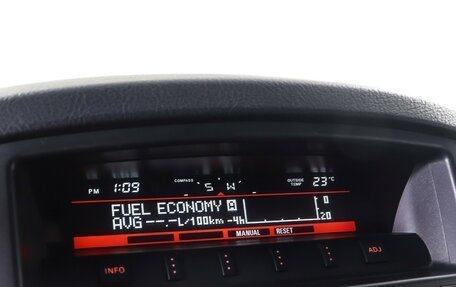 COMPASS OUTSIDE TEMP
PM 1:09 S W 23°C
FUEL ECONOMY A 0
AVG --.-L/100km -4h 20
MANUAL RESET
INFO ADJ